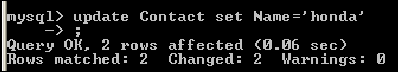 mysql> update Contact set Name='honda'
    -> ;
Query OK, 2 rows affected (0.06 sec)
Rows matched: 2  Changed: 2  Warnings: 0